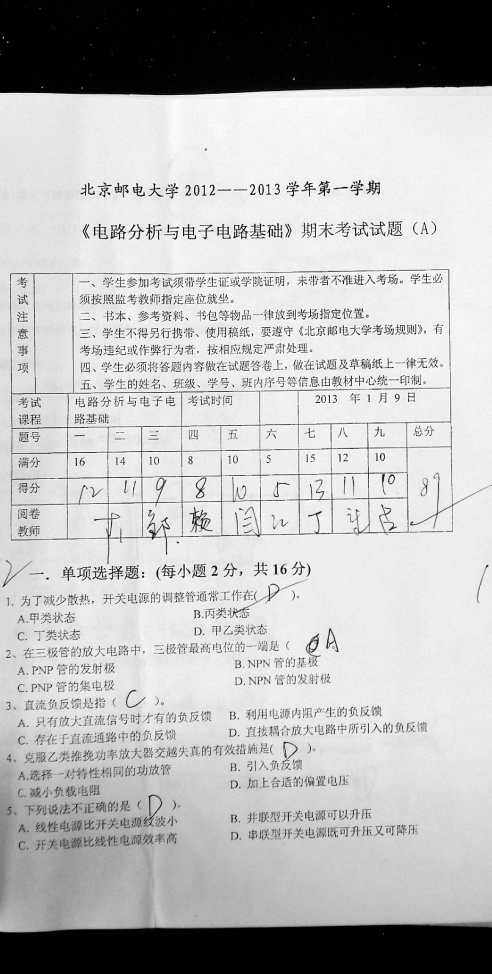 北京邮电大学 2012——2013 学年第一学期
《电路分析与电子电路基础》期末考试试题（A）
考试注意事项
一、学生参加考试须带学生证或学院证明，未带者不准进入考场。学生必
须按照监考教师指定座位就坐。
二、书本、参考资料、书包等物品一律放到考场指定位置。
三、学生不得另行携带、使用稿纸，要遵守《北京邮电大学考场规则》，有
考场违纪或作弊行为者，按相应规定严肃处理。
四、学生必须将答题内容做在试题答卷上，做在试题及草稿纸上一律无效。
五、学生的姓名、班级、学号、班内序号等信息由教材中心统一印制。
考试课程 电路分析与电子电路基础 考试时间 2013 年 1 月 9 日
题号 一 二 三 四 五 六 七 八 九 总分
满分 16 14 10 8 10 5 15 12 10
得分 12 11 9 8 10 5 13 11 10 89
阅卷教师 郭 赖 闫 江 丁
一．单项选择题：(每小题 2 分，共 16 分)
1. 为了减少散热，开关电源的调整管通常工作在( D )。
A.甲类状态 B.丙类状态
C. 丁类状态 D. 甲乙类状态
2、在三极管的放大电路中，三极管最高电位的一端是（ A
A. PNP 管的发射极 B. NPN 管的基极
C. PNP 管的集电极 D. NPN 管的发射极
3、直流负反馈是指（ C ）。
A. 只有放大直流信号时才有的负反馈 B. 利用电源内阻产生的负反馈
C. 存在于直流通路中的负反馈 D. 直接耦合放大电路中所引入的负反馈
4、克服乙类推挽功率放大器交越失真的有效措施是( D )。
A.选择一对特性相同的功放管 B. 引入负反馈
C.减小负载电阻 D. 加上合适的偏置电压
5、下列说法不正确的是（ D ）。
A. 线性电源比开关电源纹波小 B. 并联型开关电源可以升压
C. 开关电源比线性电源效率高 D. 串联型开关电源既可升压又可降压